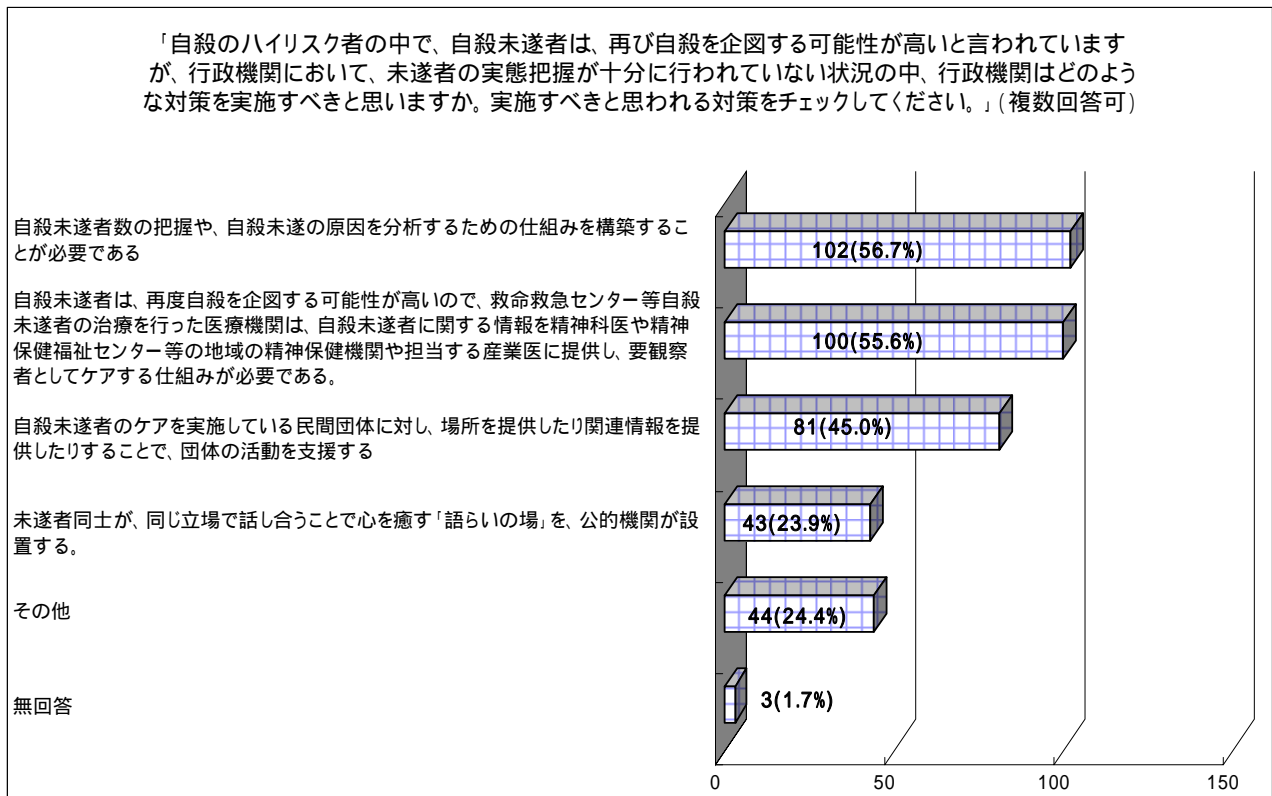 「自殺のハイリスク者の中で、自殺未遂者は、再び自殺を企図する可能性が高いと言われています
が、行政機関において、未遂者の実態把握が十分に行われていない状況の中、行政機関はどのよう
な対策を実施すべきと思いますか。実施すべきと思われる対策をチェックしてください。」(複数回答可)
自殺未遂者数の把握や、自殺未遂の原因を分析するための仕組みを構築するこ
とが必要である
102(56.7%)
自殺未遂者は、再度自殺を企図する可能性が高いので、救命救急センター等自殺
未遂者の治療を行った医療機関は、自殺未遂者に関する情報を精神科医や精神
保健福祉センター等の地域の精神保健機関や担当する産業医に提供し、要観察
者としてケアする仕組みが必要である。
100(55.6%)
自殺未遂者のケアを実施している民間団体に対し、場所を提供したり関連情報を提
供したりすることで、団体の活動を支援する
81(45.0%)
未遂者同士が、同じ立場で話し合うことで心を癒す「語らいの場」を、公的機関が設
置する。
43(23.9%)
その他
44(24.4%)
無回答
3(1.7%)
0 50 100 150